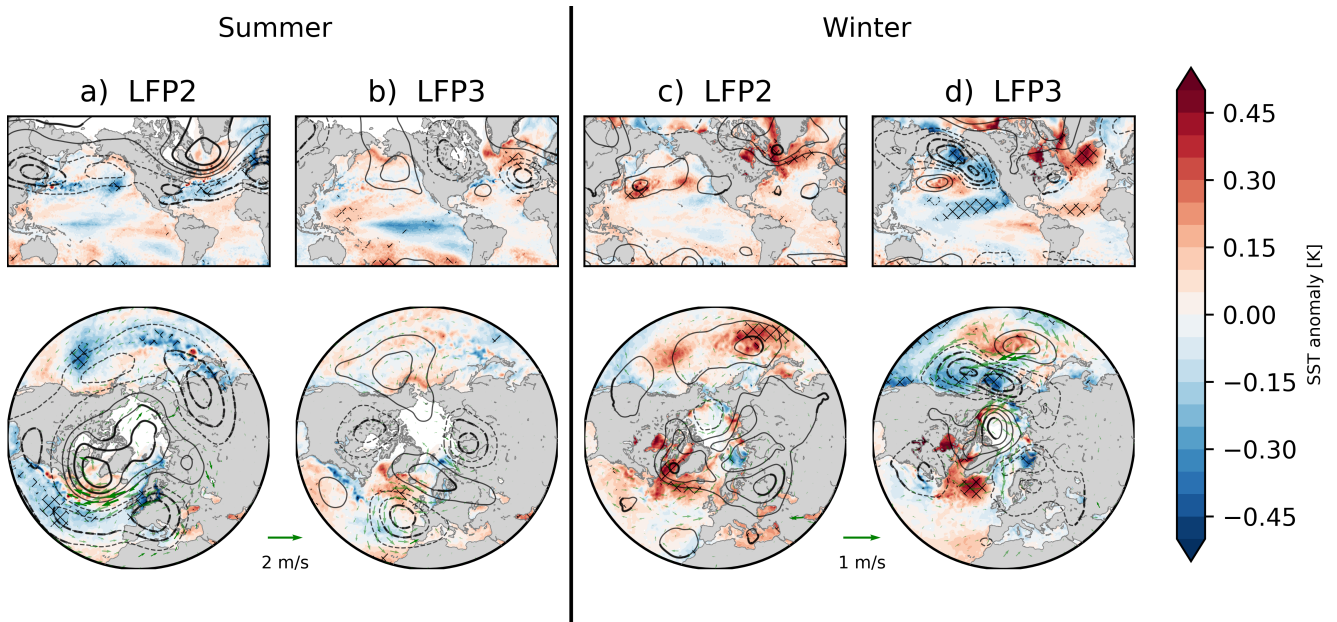 Summer
Winter
a) LFP2
b) LFP3
c) LFP2
d) LFP3
0.45
0.30
0.15
0.00
−0.15
−0.30
−0.45
SST anomaly [K]
2 m/s
1 m/s